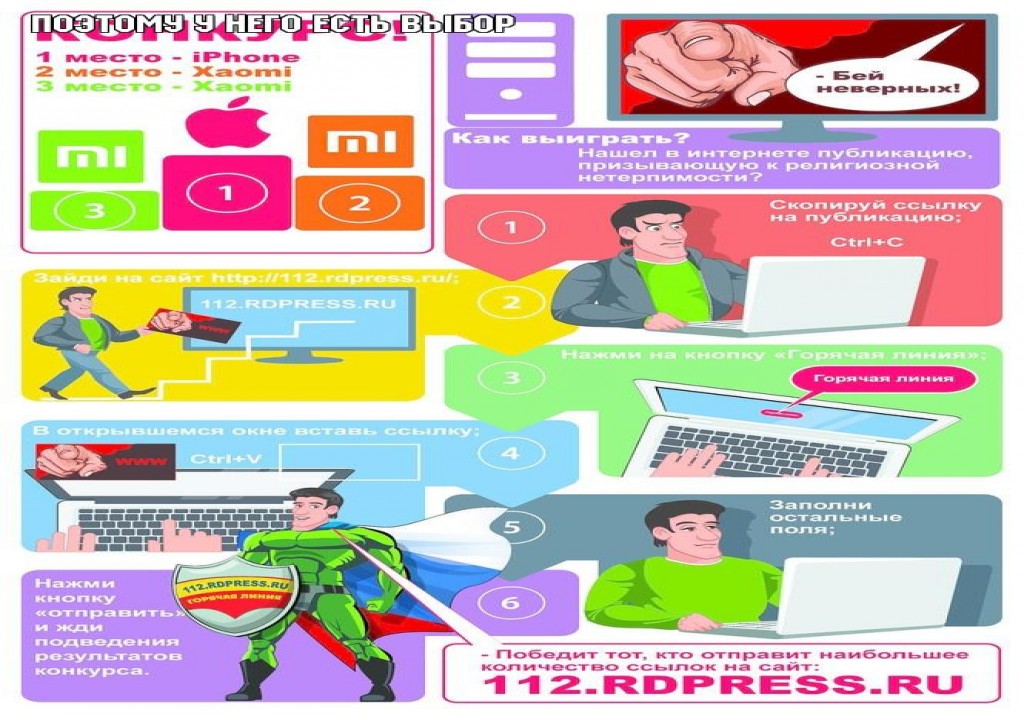 ПОЭТОМУ У НЕГО ЕСТЬ ВЫБОР
КОНКУРС!
1 место - iPhone
2 место - Xaomi
3 место - Xaomi
mi
mi
3
1
2
- Бей
неверных!
Как выиграть?
Нашел в интернете публикацию,
призывающую к религиозной
нетерпимости?
1
Скопируй ссылку
на публикацию;
Ctrl+C
Зайди на сайт http://112.rdpress.ru/;
112.RDPRESS.RU
www
2
Нажми на кнопку «Горячая линия»;
3
Горячая линия
В открывшемся окне вставь ссылку;
www
Ctrl+V
4
5
Заполни
остальные
поля;
112.RDPRESS.RU
ГОРЯЧАЯ ЛИНИЯ
Нажми
кнопку
«отправить»
и жди
подведения
результатов
конкурса.
6
- Победит тот, кто отправит наибольшее
количество ссылок на сайт:
112.RDPRESS.RU